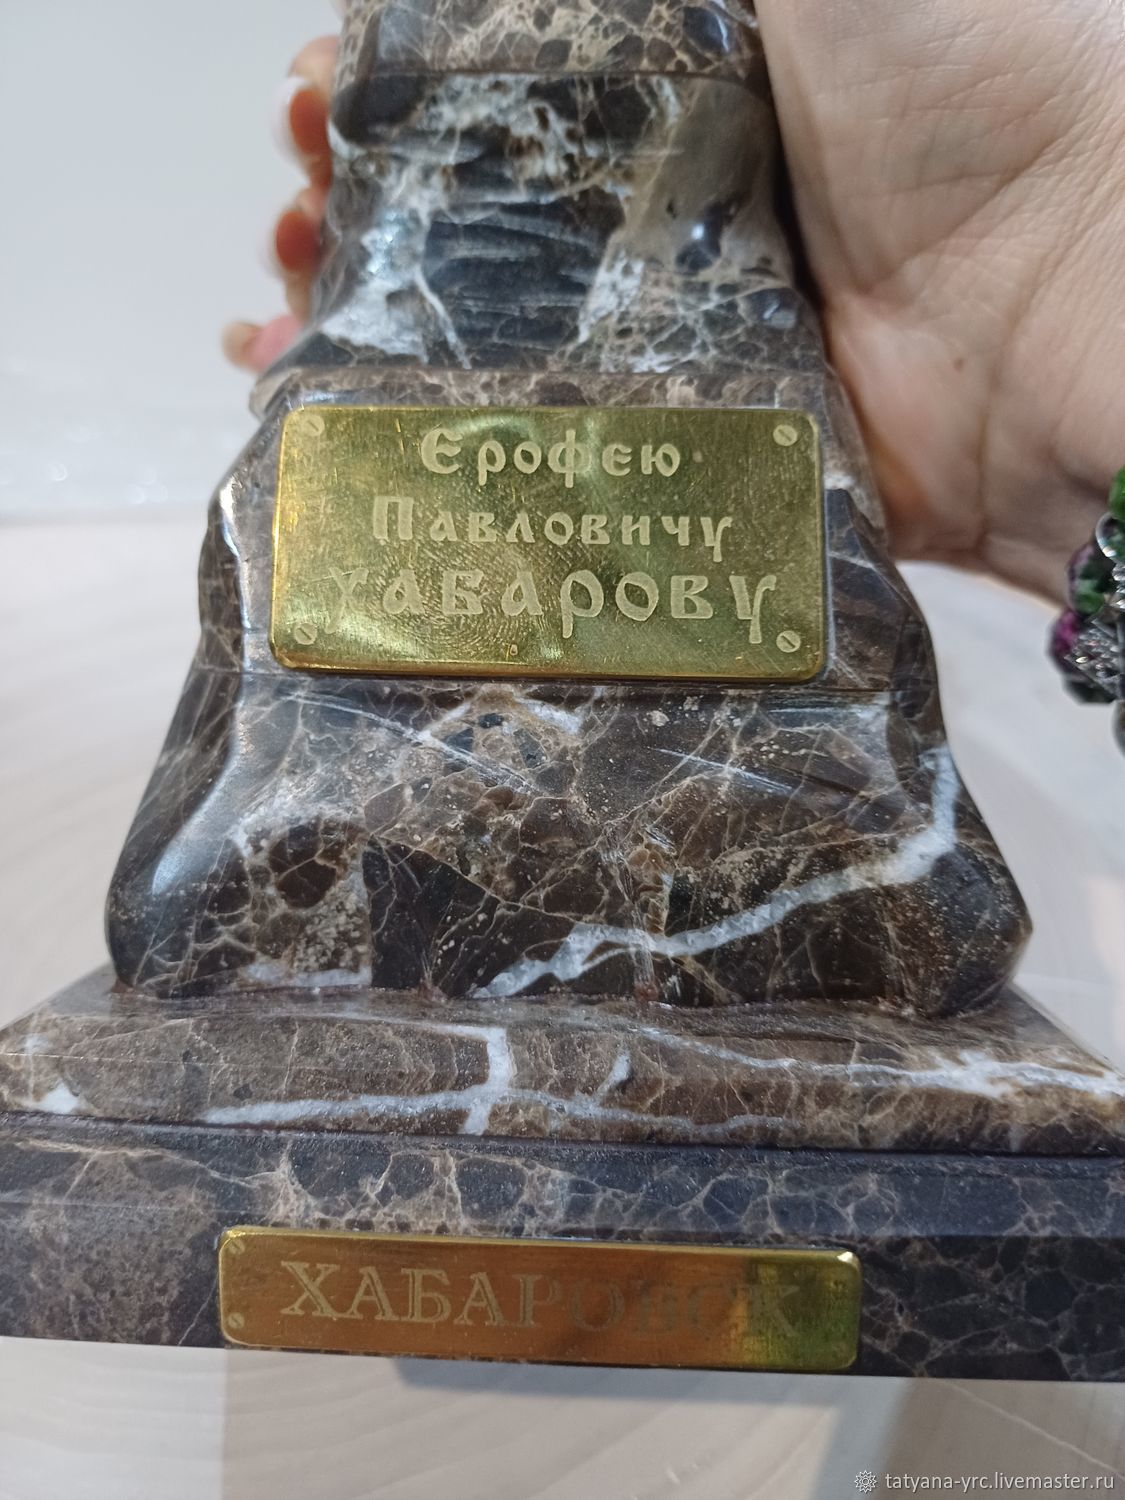 Ерофею
Павловичу
ХАБАРОВУ
ХАБАРОВСК
tatyana-yrc.livemaster.ru